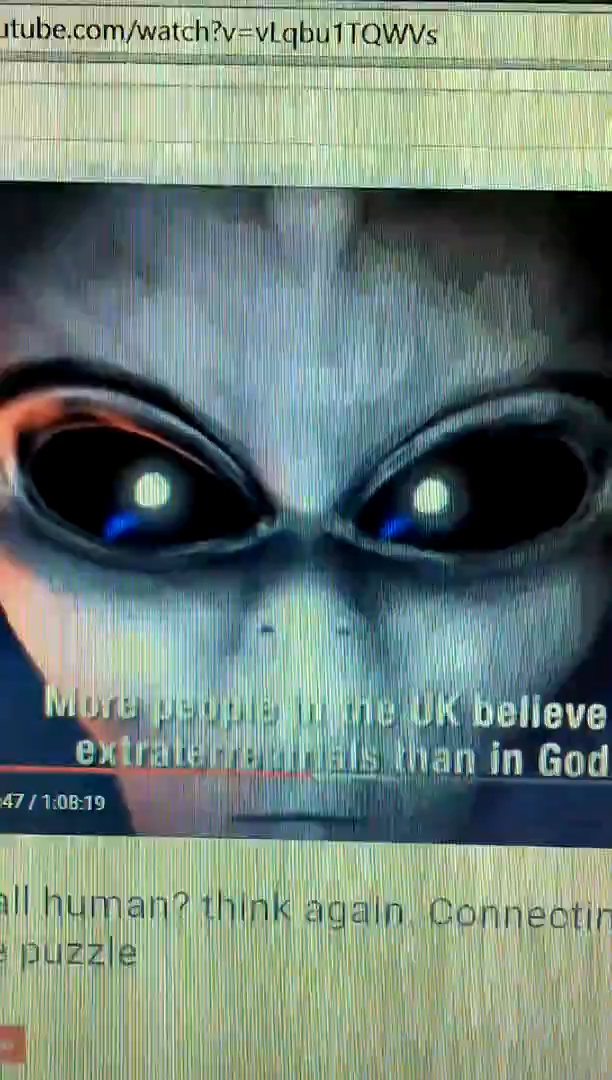 utube.com/watch?v=vLqbu1TQWVs
More people in the UK believe
extraterrestrials than in God
:47 / 1:08:19
all human? think again. Connectin
e puzzle